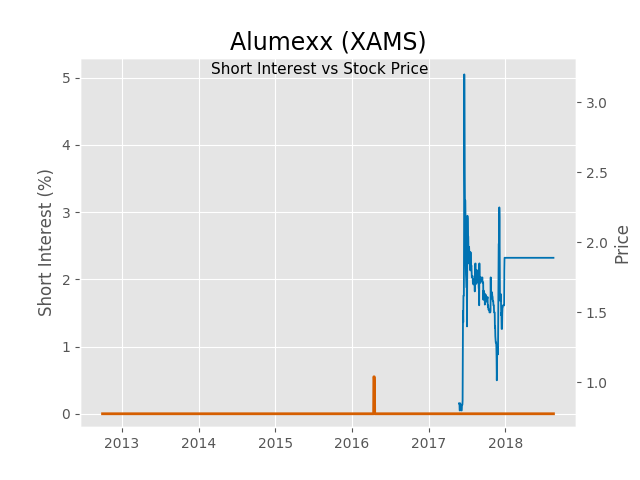 Alumexx (XAMS)
Short Interest vs Stock Price
Short Interest (%)
5
4
3
2
1
0
3.0
2.5
2.0
1.5
1.0
Price
2013 2014 2015 2016 2017 2018